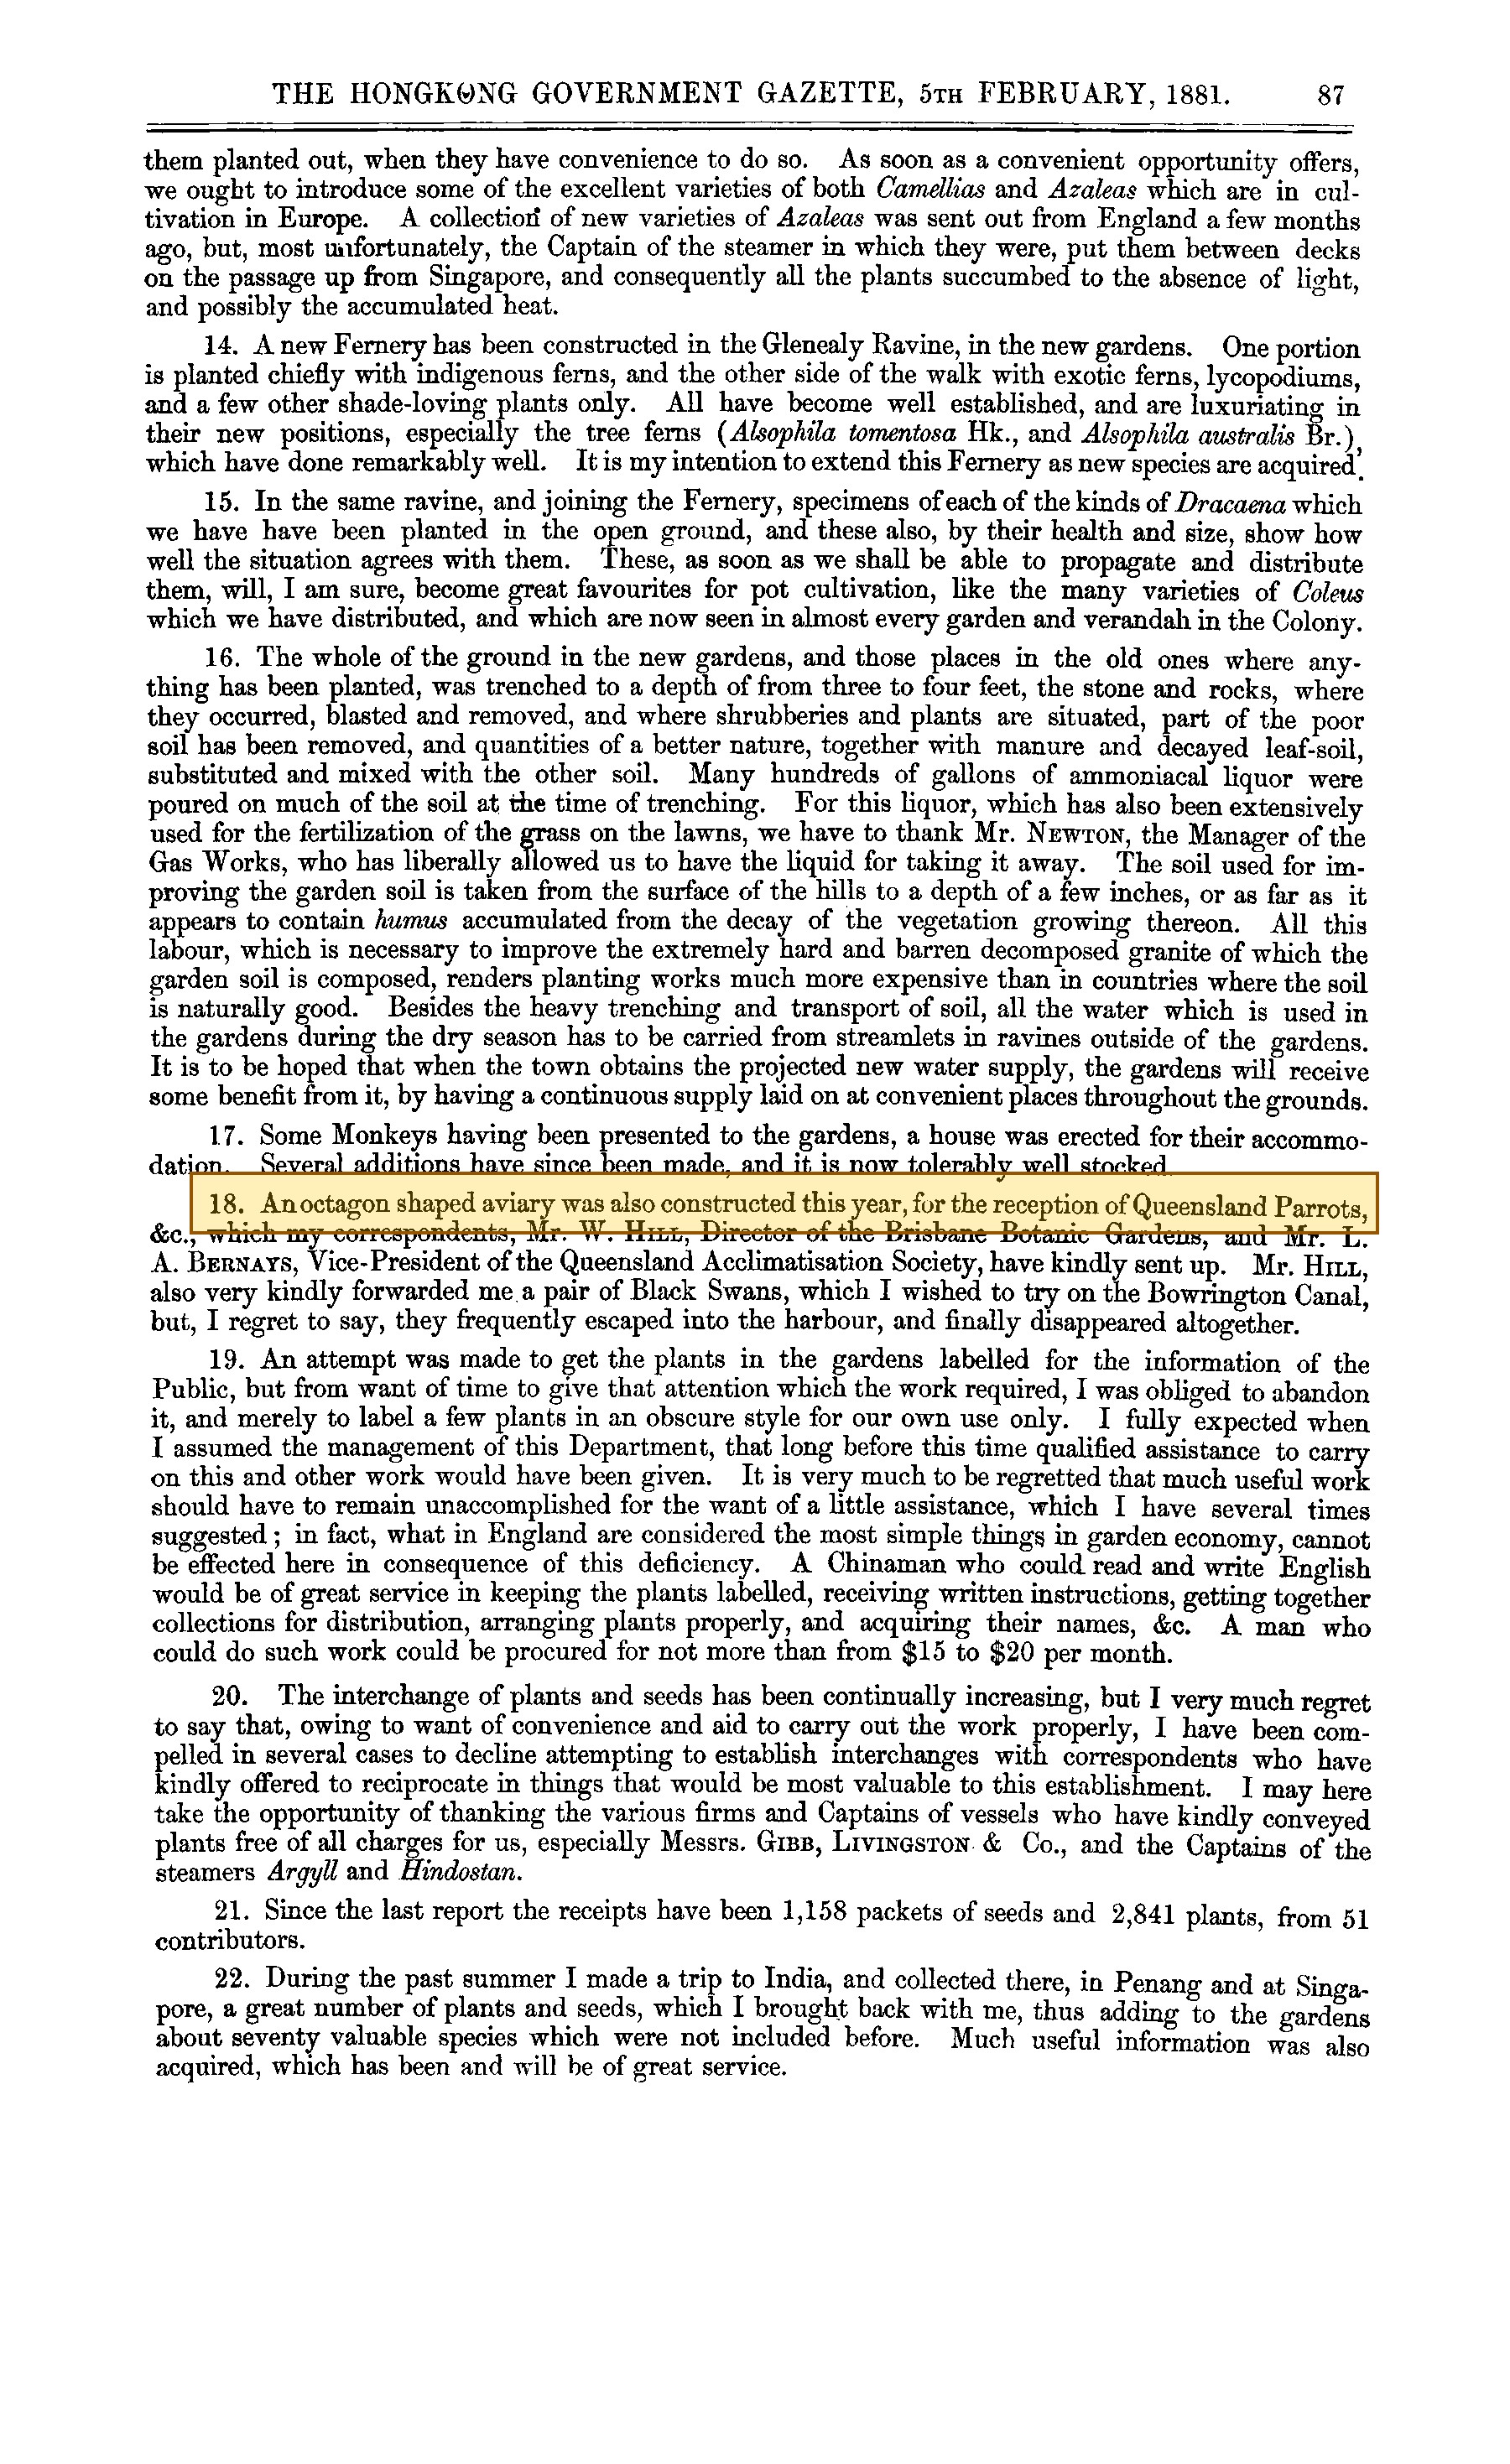 THE HONGKONG GOVERNMENT GAZETTE, 5TH FEBRUARY, 1881. 87
them planted out, when they have convenience to do so. As soon as a convenient opportunity offers,
we ought to introduce some of the excellent varieties of both Camellias and Azaleas which are in cul-
tivation in Europe. A collection of new varieties of Azaleas was sent out from England a few months
ago, but, most unfortunately, the Captain of the steamer in which they were, put them between decks
on the passage up from Singapore, and consequently all the plants succumbed to the absence of light,
and possibly the accumulated heat.
14. A new Fernery has been constructed in the Glenealy Ravine, in the new gardens. One portion
is planted chiefly with indigenous ferns, and the other side of the walk with exotic ferns, lycopodiums,
and a few other shade-loving plants only. All have become well established, and are luxuriating in
their new positions, especially the tree ferns (Alsophila tomentosa Hk., and Alsophila australis Br.),
which have done remarkably well. It is my intention to extend this Fernery as new species are acquired.
15. In the same ravine, and joining the Fernery, specimens of each of the kinds of Dracaena which
we have have been planted in the open ground, and these also, by their health and size, show how
well the situation agrees with them. These, as soon as we shall be able to propagate and distribute
them, will, I am sure, become great favourites for pot cultivation, like the many varieties of Coleus
which we have distributed, and which are now seen in almost every garden and verandah in the Colony.
16. The whole of the ground in the new gardens, and those places in the old ones where any-
thing has been planted, was trenched to a depth of from three to four feet, the stone and rocks, where
they occurred, blasted and removed, and where shrubberies and plants are situated, part of the poor
soil has been removed, and quantities of a better nature, together with manure and decayed leaf-soil,
substituted and mixed with the other soil. Many hundreds of gallons of ammoniacal liquor were
poured on much of the soil at the time of trenching. For this liquor, which has also been extensively
used for the fertilization of the grass on the lawns, we have to thank Mr. NEWTON, the Manager of the
Gas Works, who has liberally allowed us to have the liquid for taking it away. The soil used for im-
proving the garden soil is taken from the surface of the hills to a depth of a few inches, or as far as it
appears to contain humus accumulated from the decay of the vegetation growing thereon. All this
labour, which is necessary to improve the extremely hard and barren decomposed granite of which the
garden soil is composed, renders planting works much more expensive than in countries where the soil
is naturally good. Besides the heavy trenching and transport of soil, all the water which is used in
the gardens during the dry season has to be carried from streamlets in ravines outside of the gardens.
It is to be hoped that when the town obtains the projected new water supply, the gardens will receive
some benefit from it, by having a continuous supply laid on at convenient places throughout the grounds.
17. Some Monkeys having been presented to the gardens, a house was erected for their accommo-
dation. Several additions have since been made, and it is now tolerably well stocked.
18. An octagon shaped aviary was also constructed this year, for the reception of Queensland Parrots,
&c., which my correspondents, Mr. W. HILL, Director of the Brisbane Botanic Gardens, and Mr. L.
A. BERNAYS, Vice-President of the Queensland Acclimatisation Society, have kindly sent up. Mr. HILL,
also very kindly forwarded me a pair of Black Swans, which I wished to try on the Bowrington Canal,
but, I regret to say, they frequently escaped into the harbour, and finally disappeared altogether.
19. An attempt was made to get the plants in the gardens labelled for the information of the
Public, but from want of time to give that attention which the work required, I was obliged to abandon
it, and merely to label a few plants in an obscure style for our own use only. I fully expected when
I assumed the management of this Department, that long before this time qualified assistance to carry
on this and other work would have been given. It is very much to be regretted that much useful work
should have to remain unaccomplished for the want of a little assistance, which I have several times
suggested; in fact, what in England are considered the most simple things in garden economy, cannot
be effected here in consequence of this deficiency. A Chinaman who could read and write English
would be of great service in keeping the plants labelled, receiving written instructions, getting together
collections for distribution, arranging plants properly, and acquiring their names, &c. A man who
could do such work could be procured for not more than from $15 to $20 per month.
20. The interchange of plants and seeds has been continually increasing, but I very much regret
to say that, owing to want of convenience and aid to carry out the work properly, I have been com-
pelled in several cases to decline attempting to establish interchanges with correspondents who have
kindly offered to reciprocate in things that would be most valuable to this establishment. I may here
take the opportunity of thanking the various firms and Captains of vessels who have kindly conveyed
plants free of all charges for us, especially Messrs. GIBB, LIVINGSTON & Co., and the Captains of the
steamers Argyll and Hindostan.
21. Since the last report the receipts have been 1,158 packets of seeds and 2,841 plants, from 51
contributors.
22. During the past summer I made a trip to India, and collected there, in Penang and at Singa-
pore, a great number of plants and seeds, which I brought back with me, thus adding to the gardens
about seventy valuable species which were not included before. Much useful information was also
acquired, which has been and will be of great service.